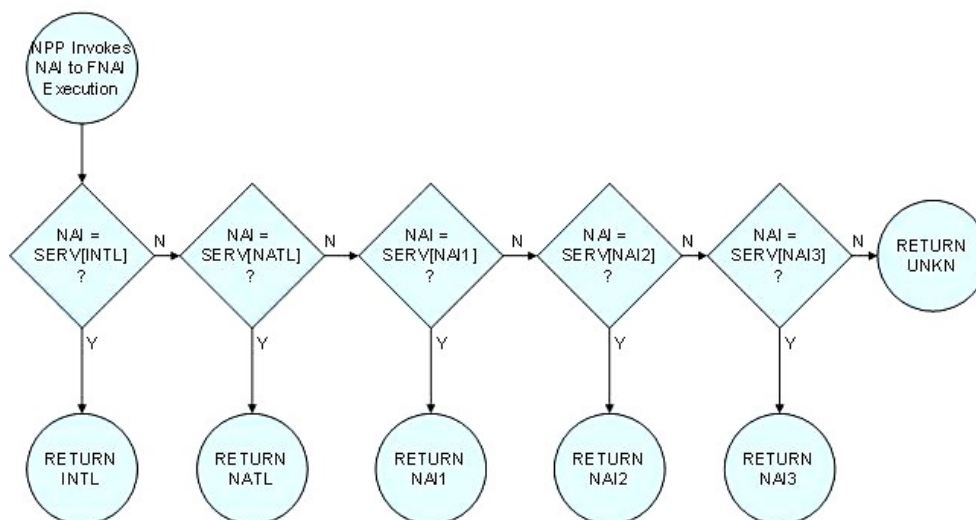 NPP Invokes
NAI to FNAI
Execution
NAI =
SERV[INTL]
?
N
NAI =
SERV[NATL]
?
N
NAI =
SERV[NAI1]
?
N
NAI =
SERV[NAI2]
?
N
NAI =
SERV[NAI3]
?
N
RETURN
UNKN
Y
Y
Y
Y
Y
RETURN
INTL
RETURN
NATL
RETURN
NAI1
RETURN
NAI2
RETURN
NAI3